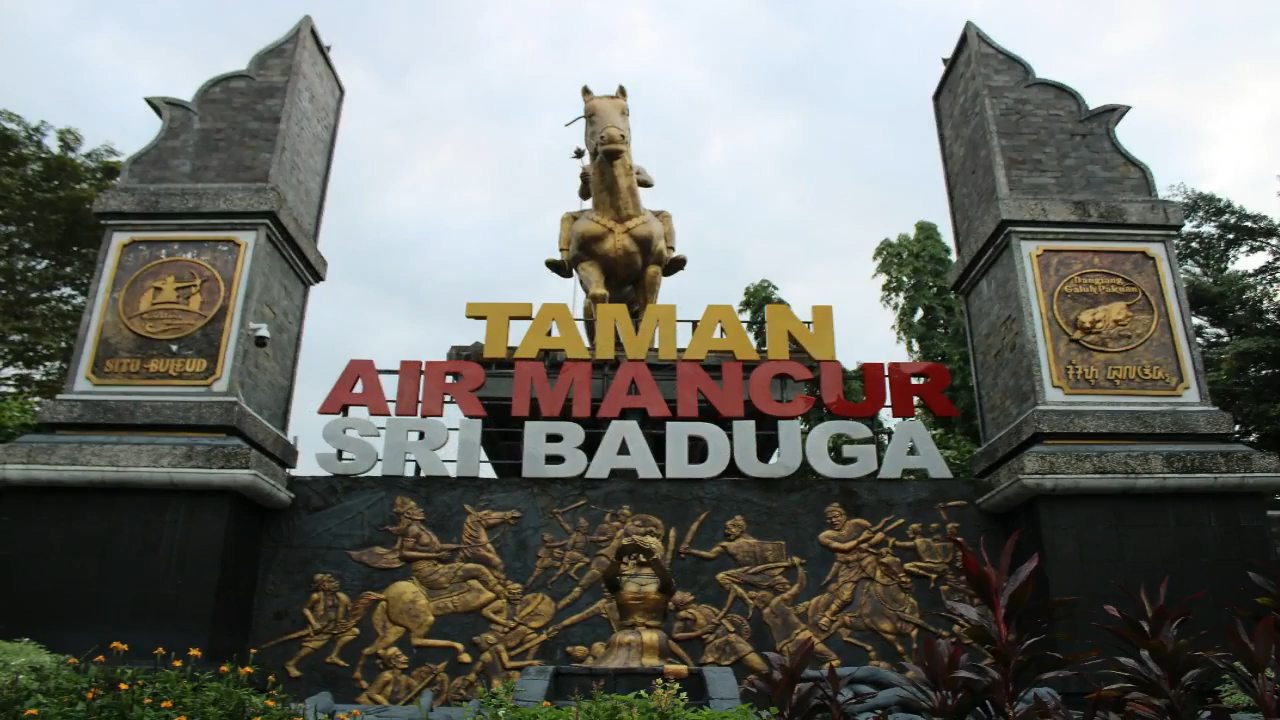 TAMAN
AIR MANCUR
SRI BADUGA
SITU-BULEUD
Dangiang
Galuh Pakuan